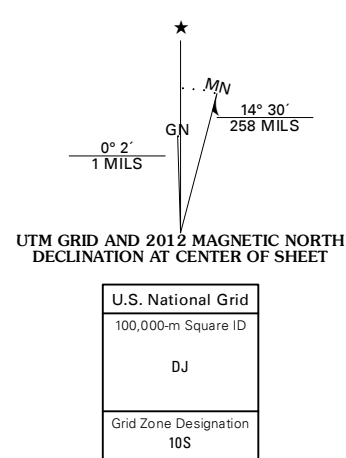 ★
MN
14° 30´
258 MILS
GN
0° 2´
1 MILS
UTM GRID AND 2012 MAGNETIC NORTH
DECLINATION AT CENTER OF SHEET
U.S. National Grid
100,000-m Square ID
DJ
Grid Zone Designation
10S